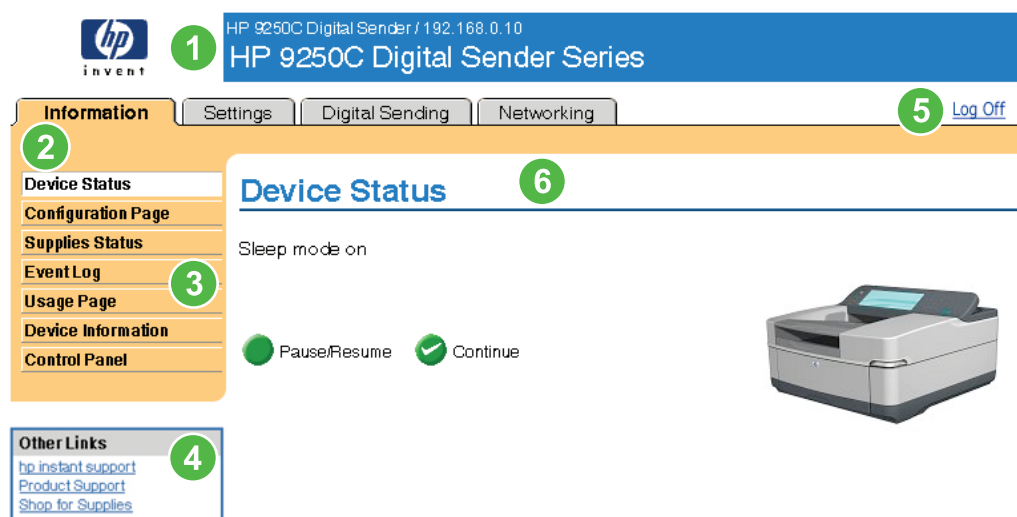 hp
invent
1
HP 9250C Digital Sender / 192.168.0.10
HP 9250C Digital Sender Series
Information
Settings
Digital Sending
Networking
5
Log Off
2
Device Status
Configuration Page
Supplies Status
Event Log
3
Usage Page
Device Information
Control Panel
Device Status
6
Sleep mode on
Pause/Resume
Continue
Other Links
4
hp instant support
Product Support
Shop for Supplies